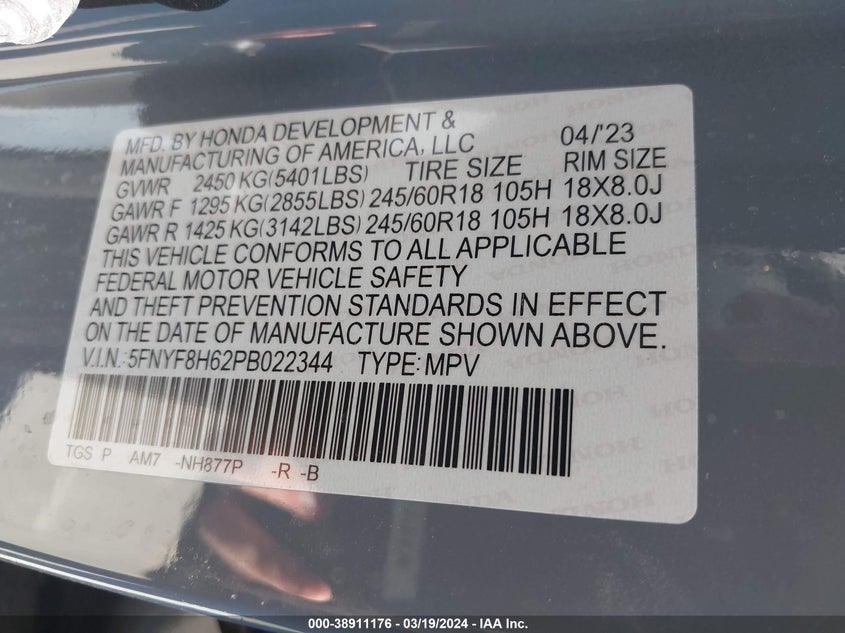 MFD. BY HONDA DEVELOPMENT &
MANUFACTURING OF AMERICA, LLC 04/'23
GVWR 2450 KG(5401LBS) TIRE SIZE RIM SIZE
GAWR F 1295 KG(2855LBS) 245/60R18 105H 18X8.0J
GAWR R 1425 KG(3142LBS) 245/60R18 105H 18X8.0J
THIS VEHICLE CONFORMS TO ALL APPLICABLE
FEDERAL MOTOR VEHICLE SAFETY
AND THEFT PREVENTION STANDARDS IN EFFECT
ON THE DATE OF MANUFACTURE SHOWN ABOVE.
V.I.N.:5FNYF8H62PB022344 TYPE: MPV
TGS P AM7 -NH877P -R -B
000-38911176 - 03/19/2024 - IAA Inc.